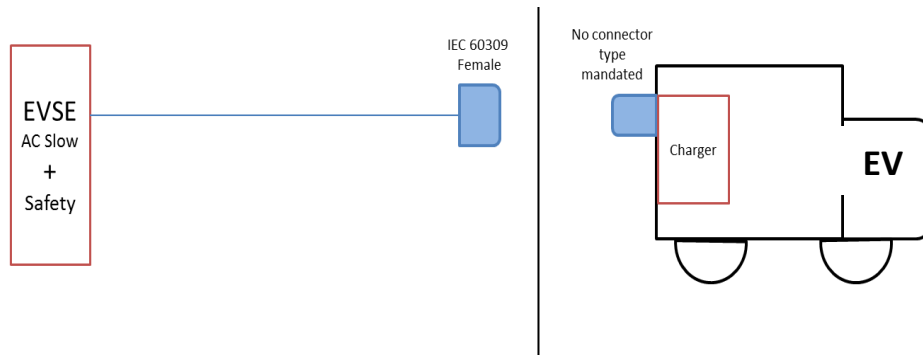 EVSE
AC Slow
+
Safety
IEC 60309
Female
No connector
type
mandated
Charger
EV